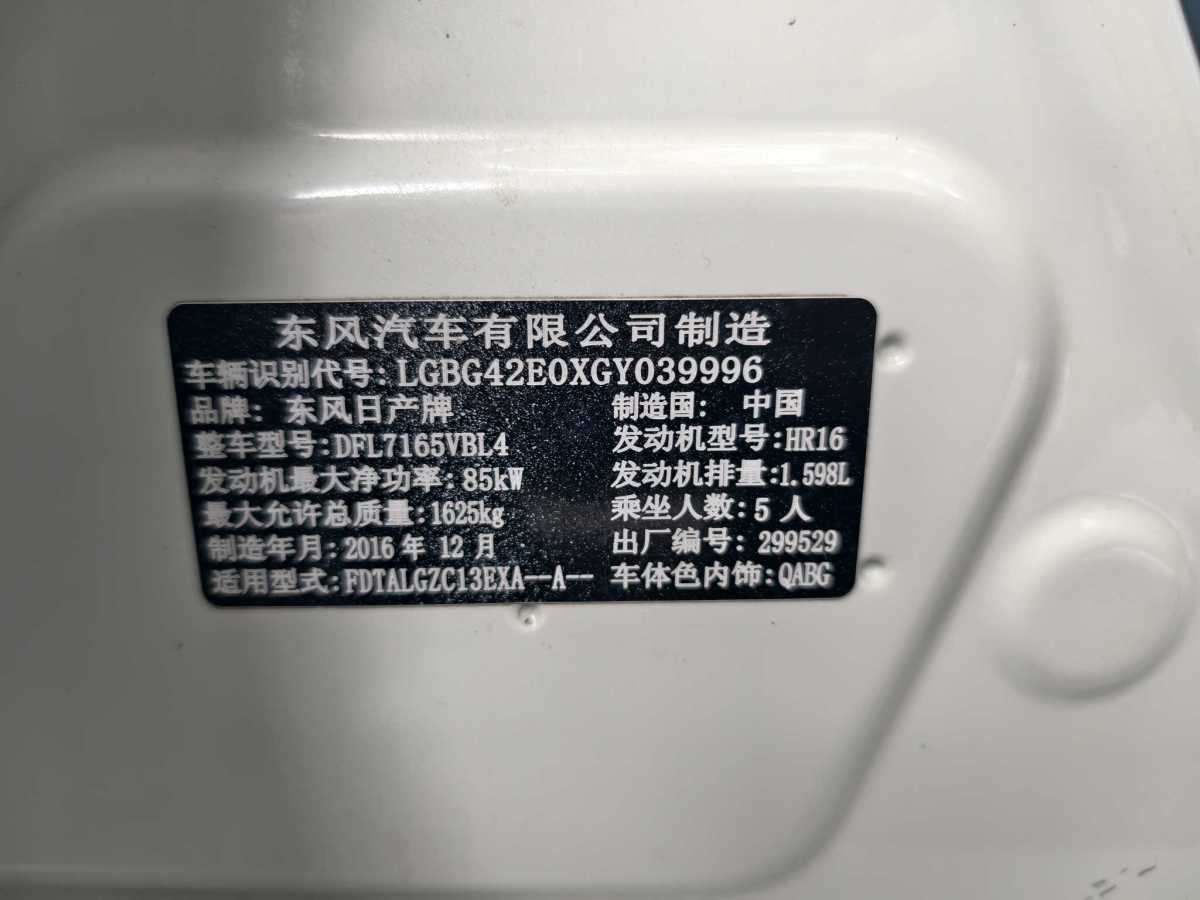 东风汽车有限公司制造
车辆识别代号: LGBG42E0XGY039996
品牌: 东风日产牌 制造国: 中国
整车型号:DFL7165VBL4 发动机型号:HR16
发动机最大净功率:85kW 发动机排量:1.598L
最大允许总质量:1625kg 乘坐人数:5 人
制造年月:2016 年 12 月 出厂编号: 299529
适用型式:FDTALGZC13EXA--A-- 车体色内饰:QABG